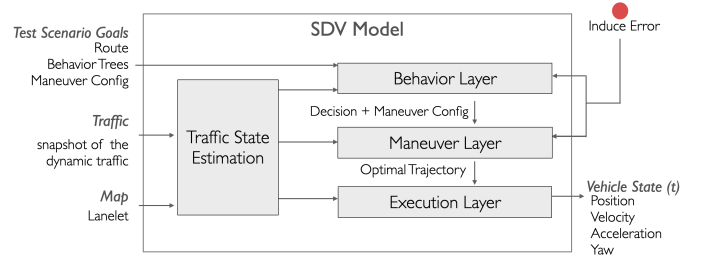 SDV Model
Induce Error
Test Scenario Goals
Route
Behavior Trees
Maneuver Config
Behavior Layer
Decision + Maneuver Config
Traffic
snapshot of the
dynamic traffic
Traffic State
Estimation
Maneuver Layer
Optimal Trajectory
Map
Lanelet
Execution Layer
Vehicle State (t)
Position
Velocity
Acceleration
Yaw